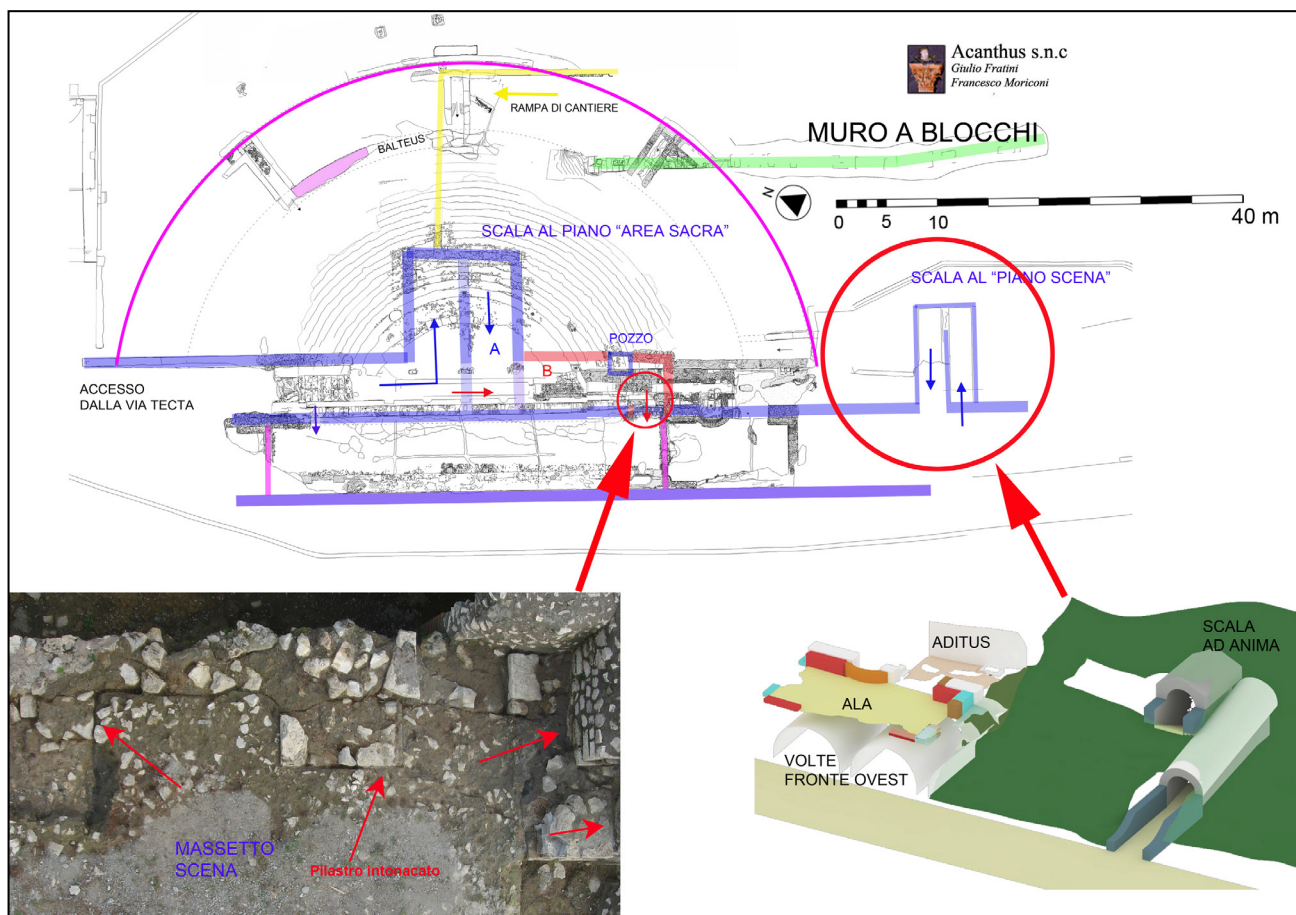 Acanthus s.n.c
Giulio Fratini
Francesco Moriconi
RAMPA DI CANTIERE
MURO A BLOCCHI
BALTEUS
N
0 5 10 40 m
SCALA AL PIANO “AREA SACRA”
SCALA AL “PIANO SCENA”
POZZO
A
B
ACCESSO
DALLA VIA TECTA
MASSETTO
SCENA
Pilastro intonacato
ADITUS
SCALA
AD ANIMA
ALA
VOLTE
FRONTE OVEST